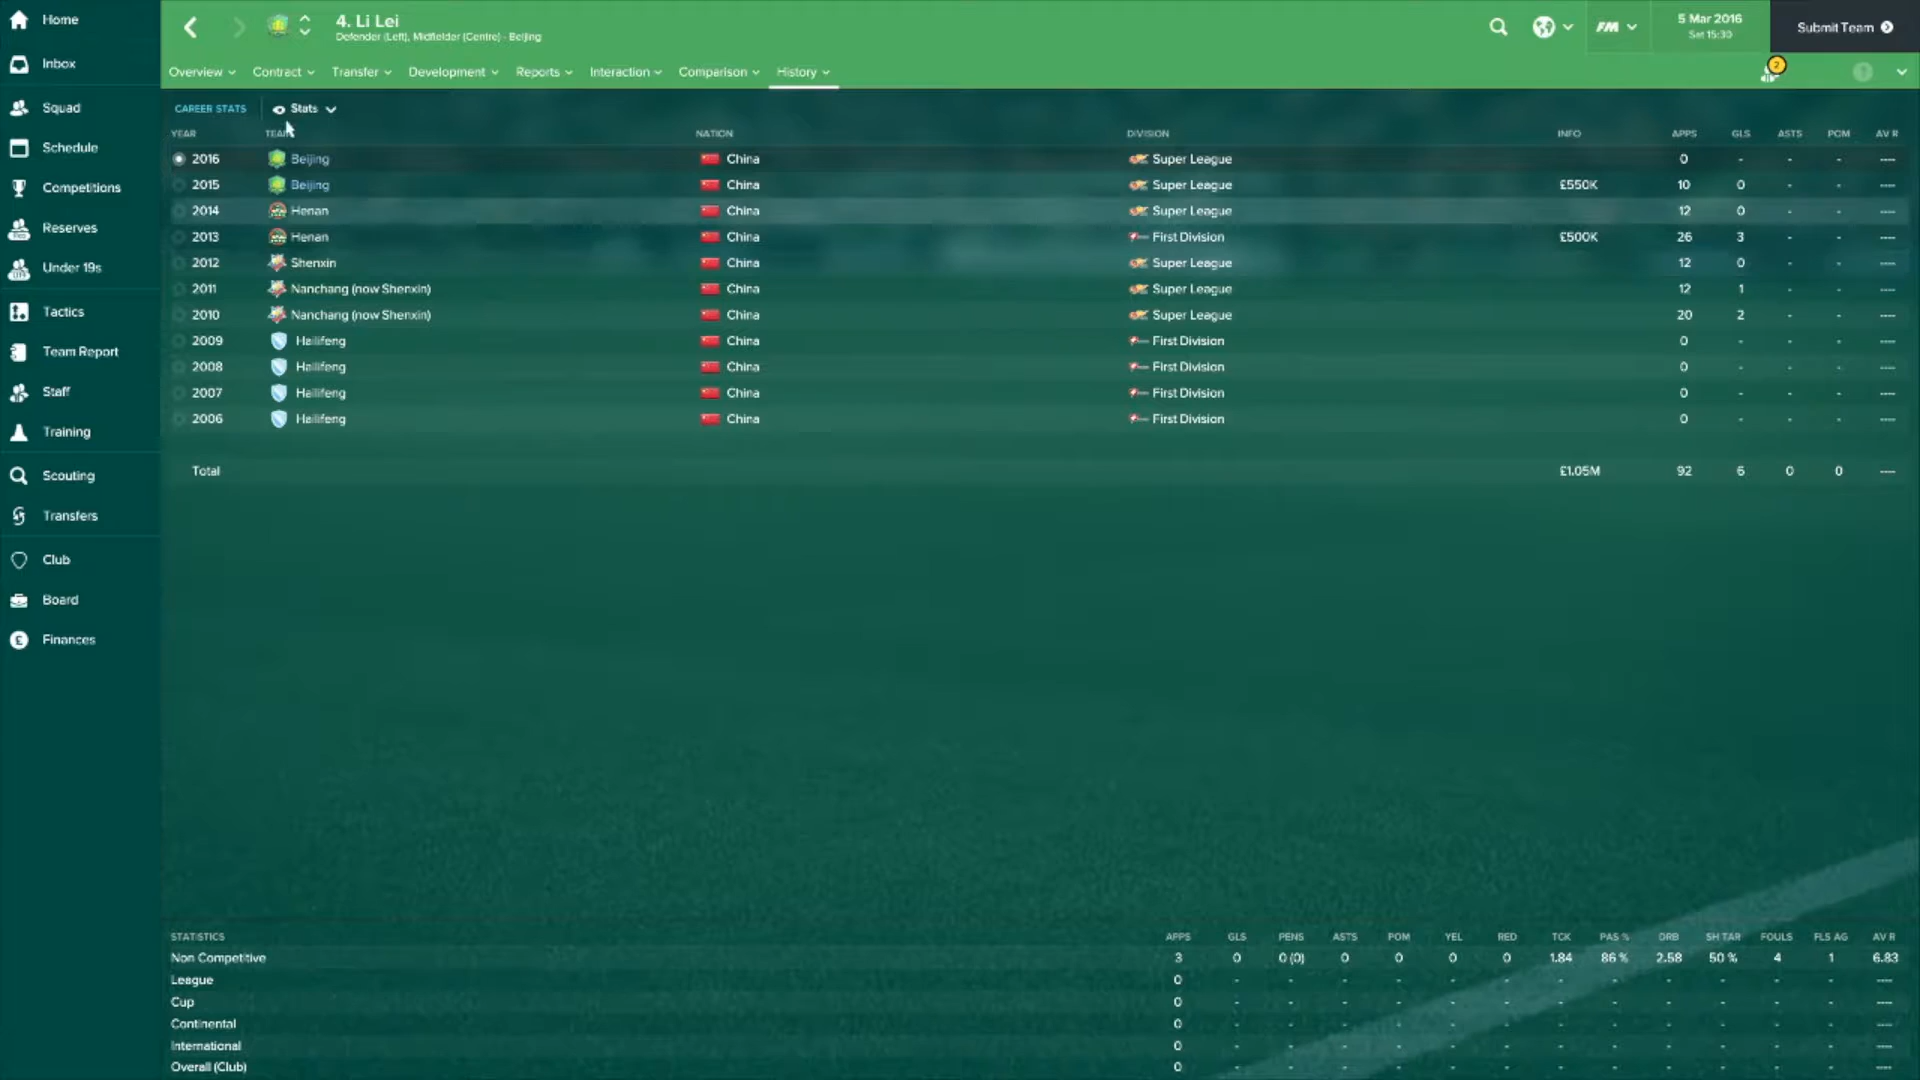 Home
Inbox
Squad
Schedule
Competitions
Reserves
Under 19s
Tactics
Team Report
Staff
Training
Scouting
Transfers
Club
Board
Finances
4. Li Lei
Defender (Left), Midfielder (Centre) - Beijing
FM
5 Mar 2016
Sat 15:30
Submit Team
Overview Contract Transfer Development Reports Interaction Comparison History
2
CAREER STATS Stats
YEAR TEAM NATION DIVISION INFO APPS GLS ASTS POM AV R
2016 Beijing China Super League 0 - - - ----
2015 Beijing China Super League £550K 10 0 - - ----
2014 Henan China Super League 12 0 - - ----
2013 Henan China First Division £500K 26 3 - - ----
2012 Shenxin China Super League 12 0 - - ----
2011 Nanchang (now Shenxin) China Super League 12 1 - - ----
2010 Nanchang (now Shenxin) China Super League 20 2 - - ----
2009 Hailifeng China First Division 0 - - - ----
2008 Hailifeng China First Division 0 - - - ----
2007 Hailifeng China First Division 0 - - - ----
2006 Hailifeng China First Division 0 - - - ----
Total £1.05M 92 6 0 0 ----
STATISTICS APPS GLS PENS ASTS POM YEL RED TCK PAS % DRB SH TAR FOULS FLS AG AV R
Non Competitive 3 0 0 (0) 0 0 0 0 1.84 86 % 2.58 50 % 4 1 6.83
League 0 - - - - - - - - - - - - ----
Cup 0 - - - - - - - - - - - - ----
Continental 0 - - - - - - - - - - - - ----
International 0 - - - - - - - - - - - - ----
Overall (Club) 0 - - - - - - - - - - - - ----